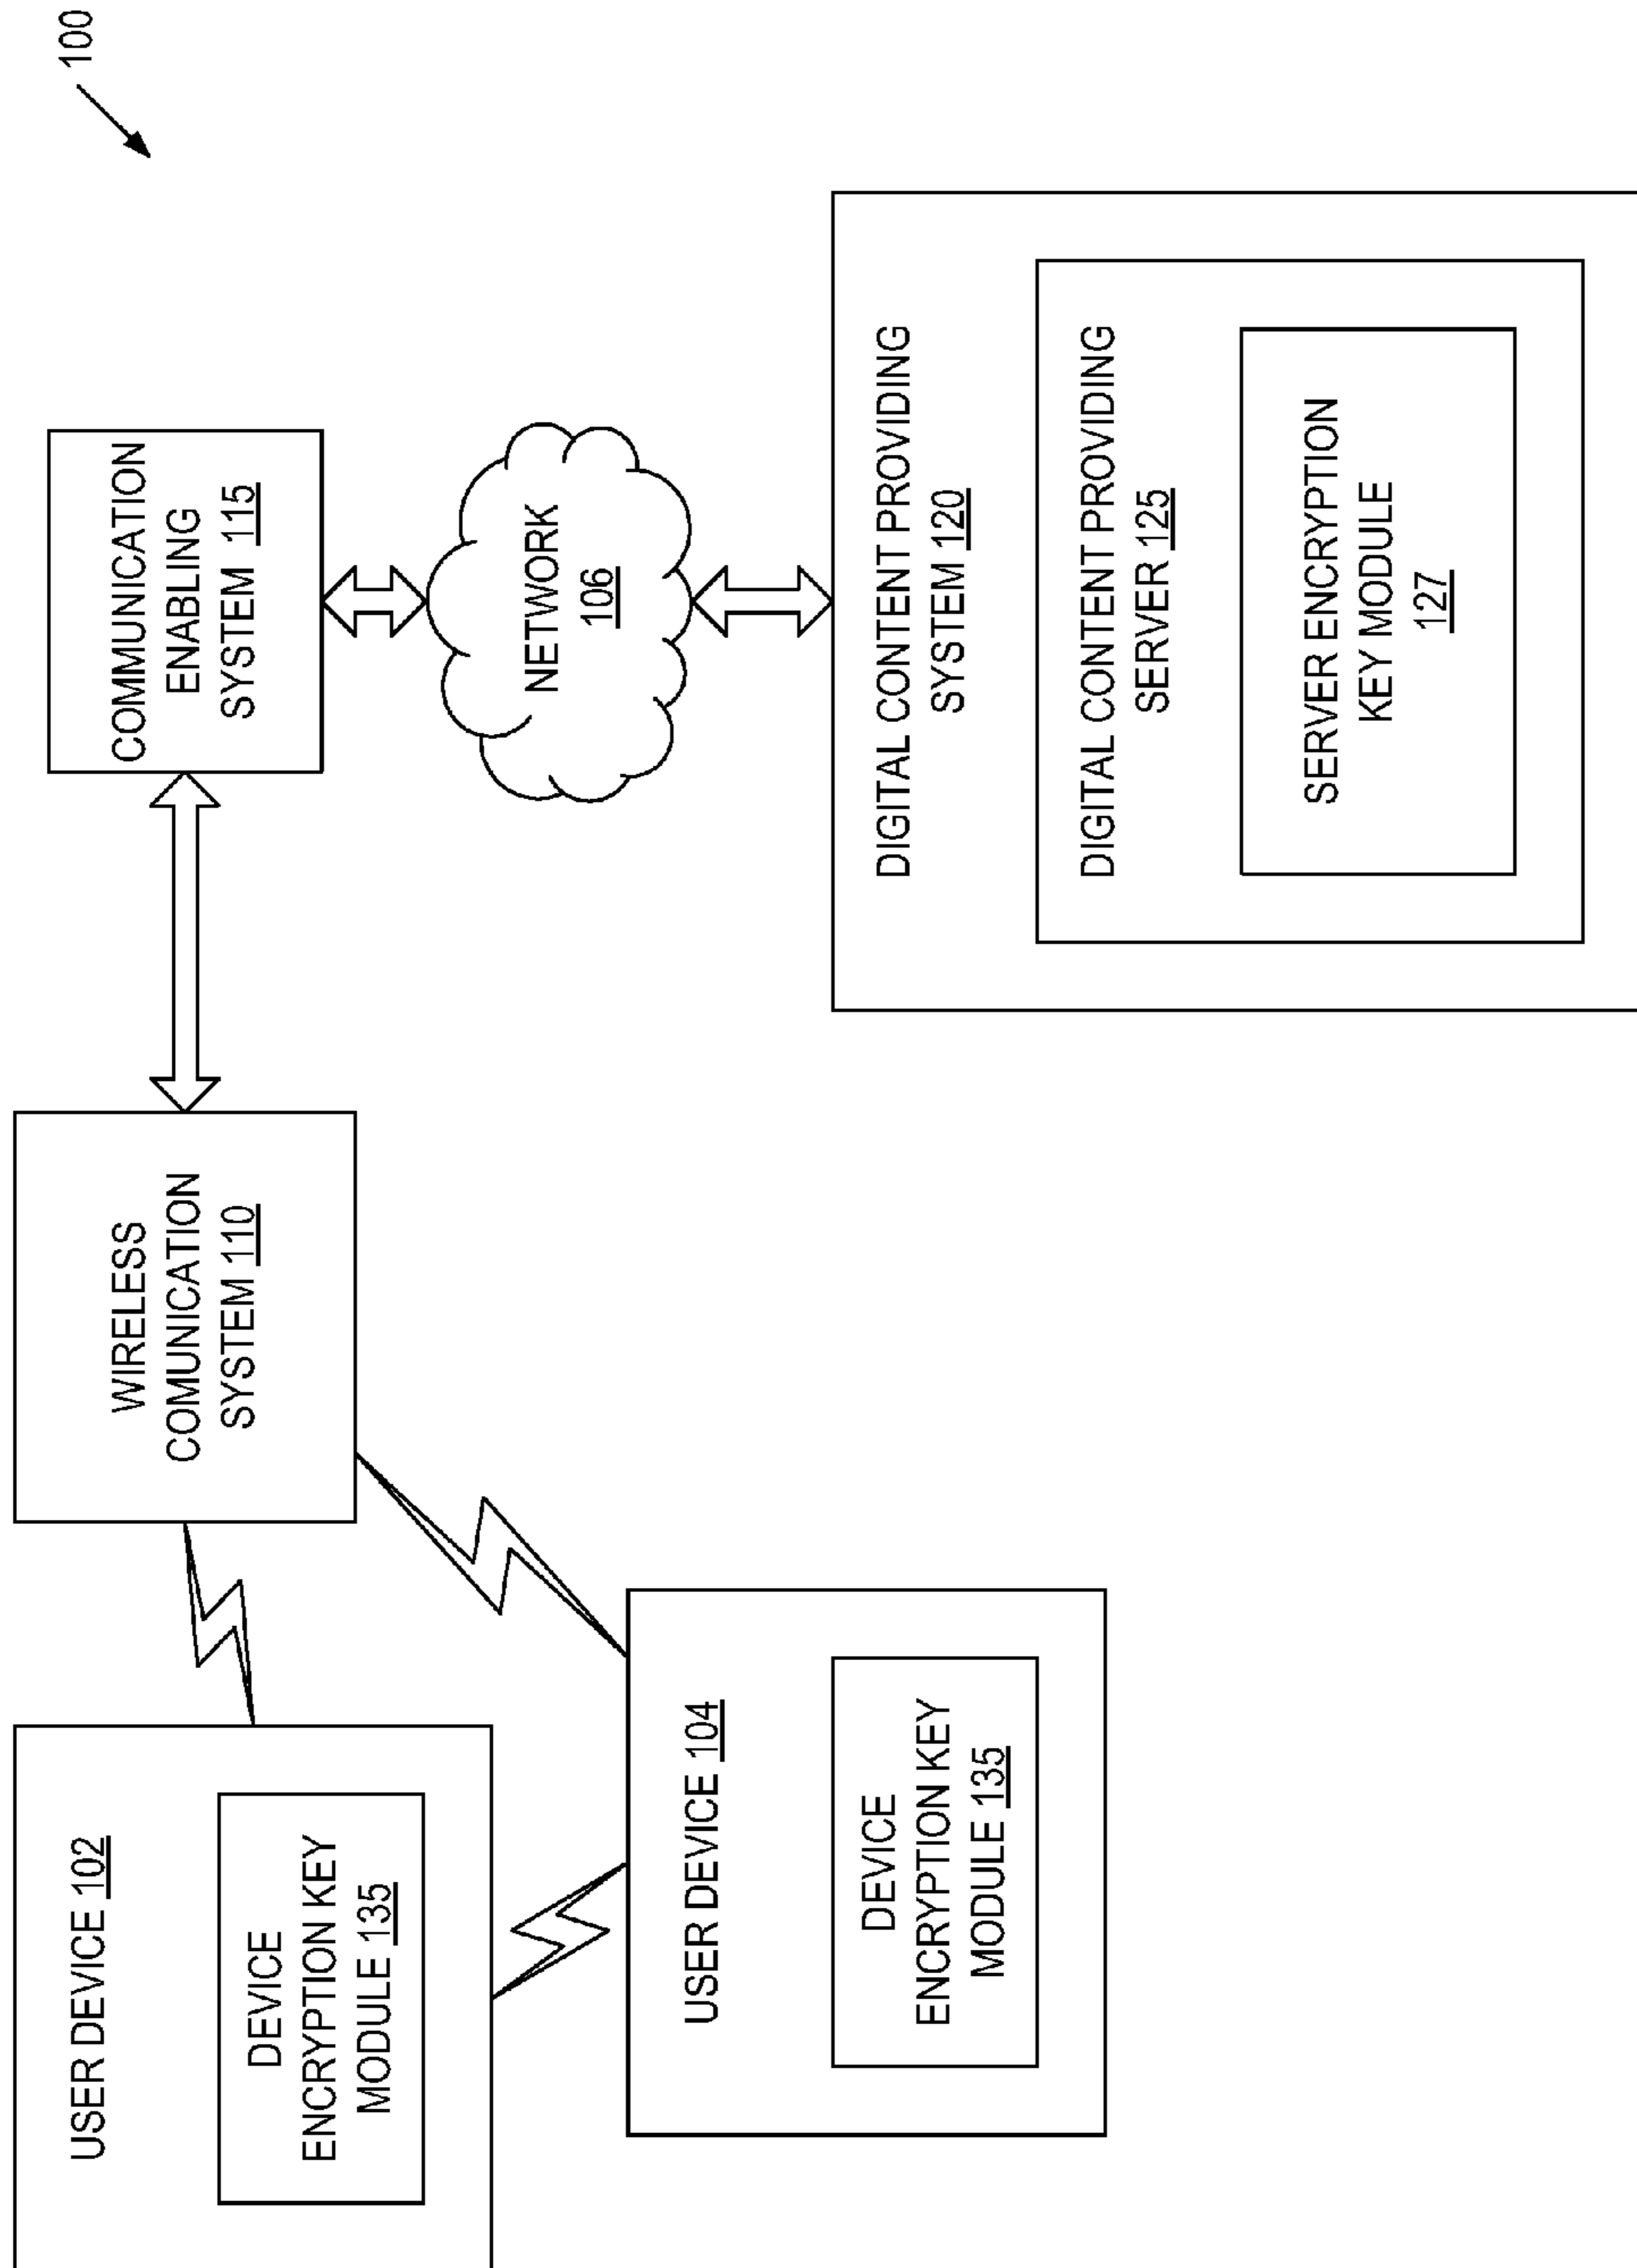 100
USER DEVICE 102
DEVICE
ENCRYPTION KEY
MODULE 135
WIRELESS
COMUNICATION
SYSTEM 110
COMMUNICATION
ENABLING
SYSTEM 115
NETWORK
106
USER DEVICE 104
DEVICE
ENCRYPTION KEY
MODULE 135
DIGITAL CONTENT PROVIDING
SYSTEM 120
DIGITAL CONTENT PROVIDING
SERVER 125
SERVER ENCRYPTION
KEY MODULE
127